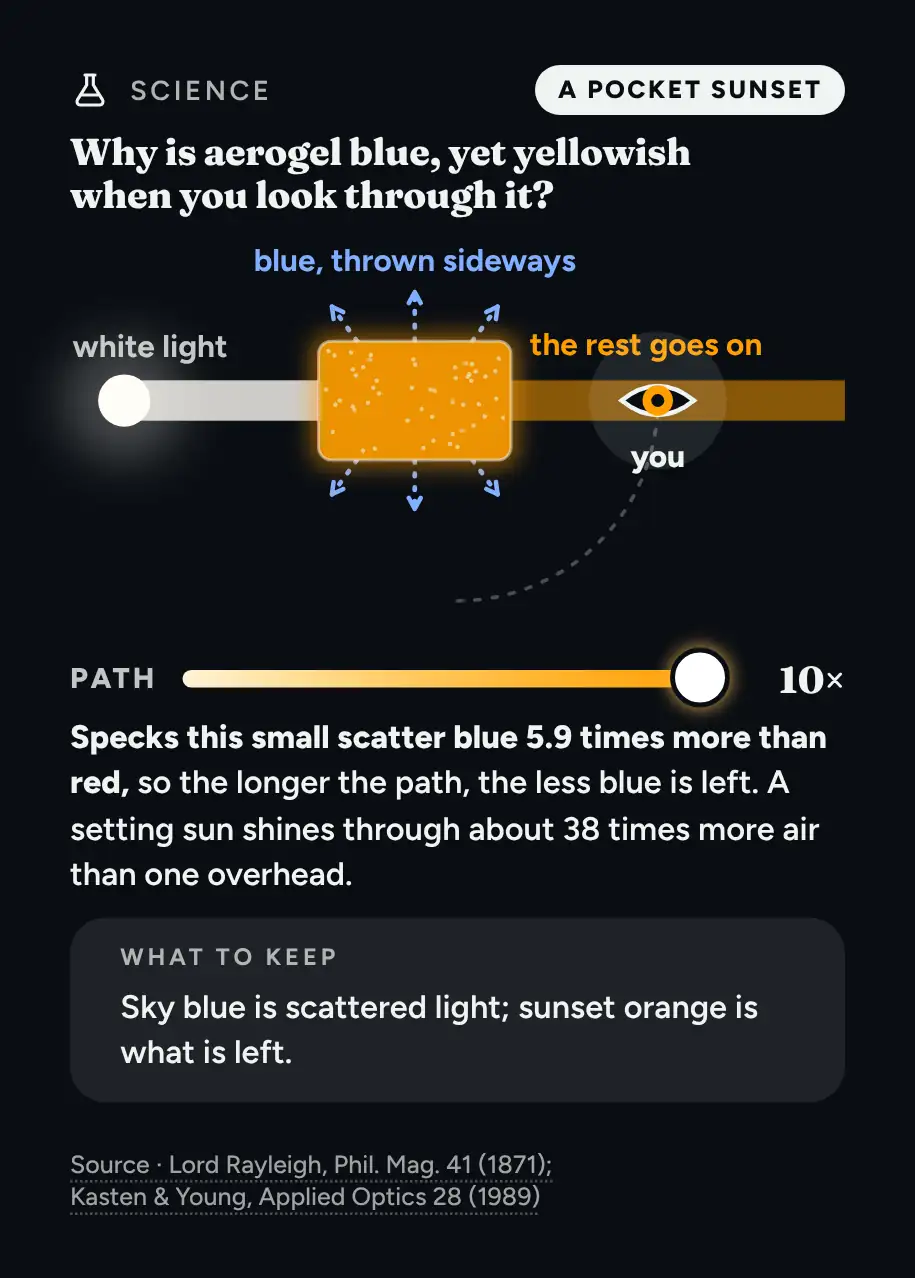 SCIENCE
A POCKET SUNSET
Why is aerogel blue, yet yellowish
when you look through it?
blue, thrown sideways
white light
the rest goes on
you
PATH
10×
Specks this small scatter blue 5.9 times more than
red, so the longer the path, the less blue is left. A
setting sun shines through about 38 times more air
than one overhead.
WHAT TO KEEP
Sky blue is scattered light; sunset orange is
what is left.
Source · Lord Rayleigh, Phil. Mag. 41 (1871);
Kasten & Young, Applied Optics 28 (1989)